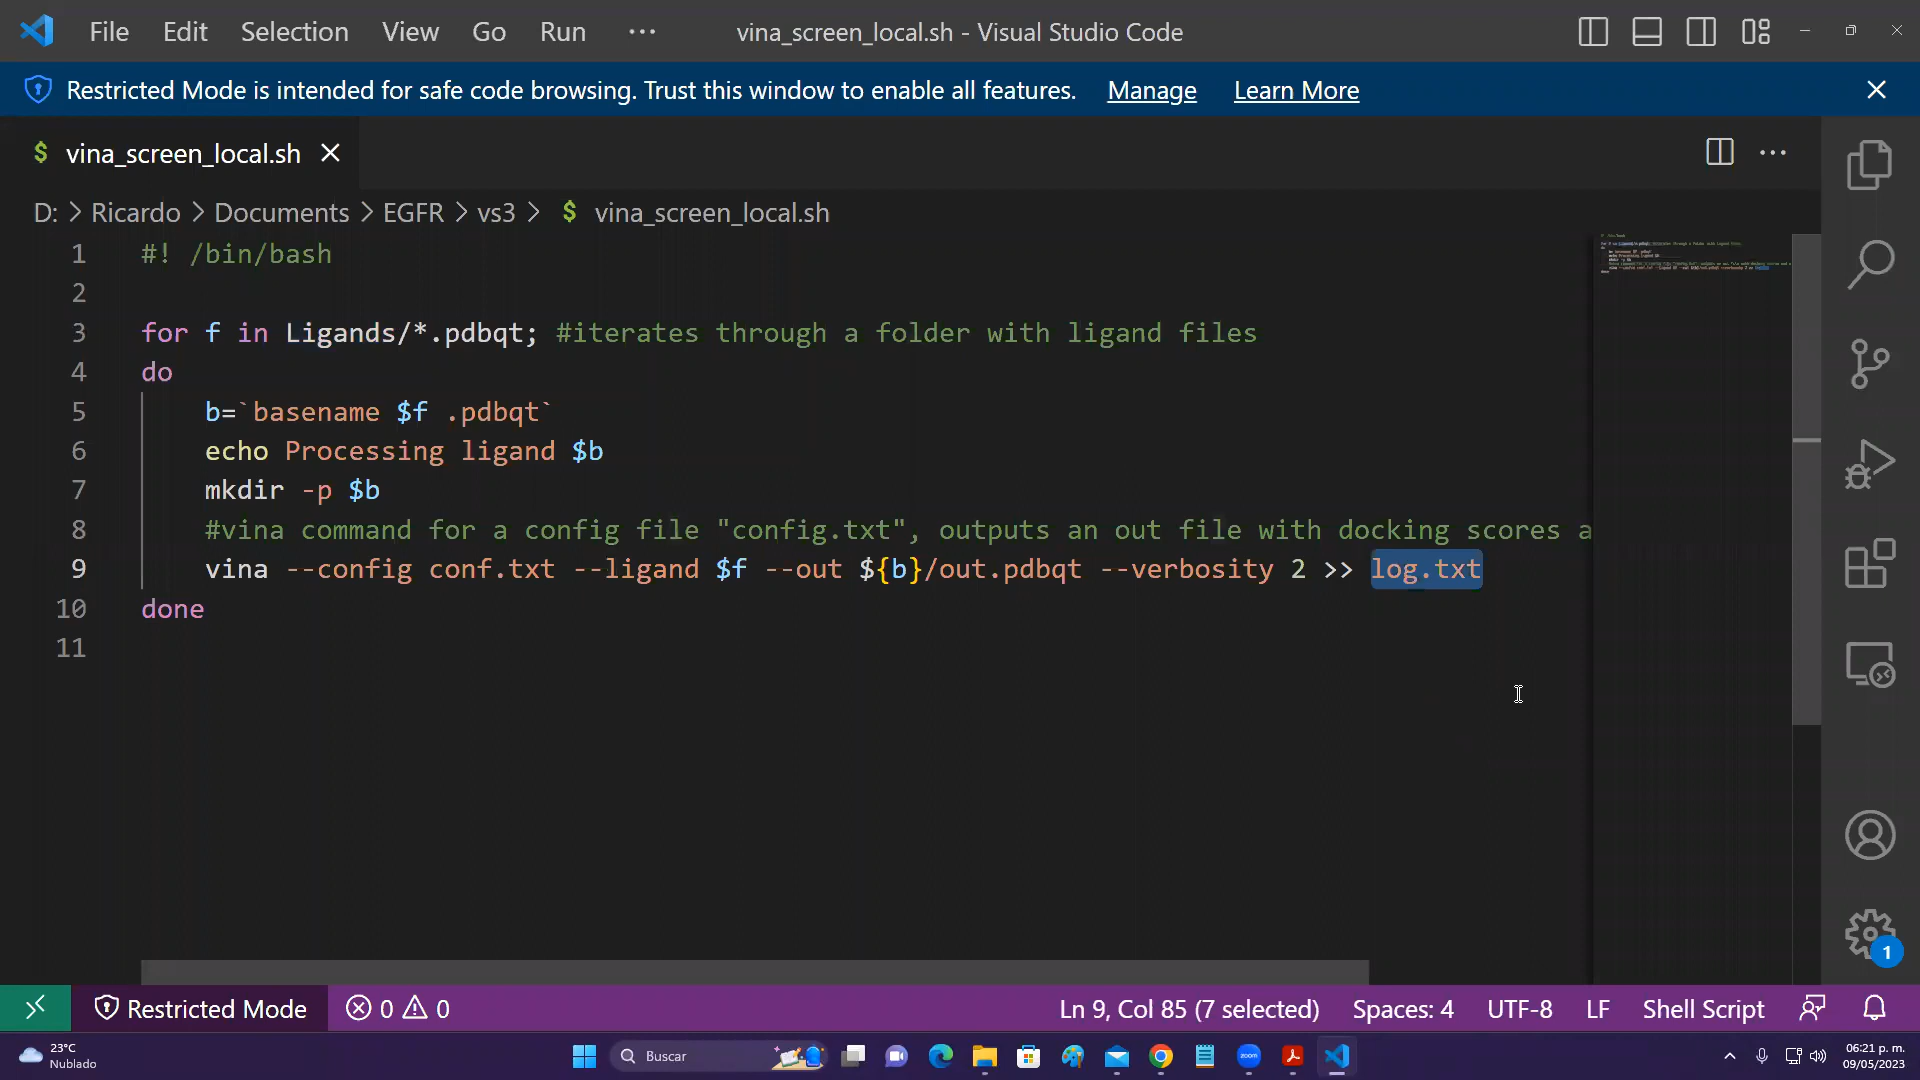 File Edit Selection View Go Run ··· vina_screen_local.sh - Visual Studio Code
Restricted Mode is intended for safe code browsing. Trust this window to enable all features. Manage Learn More
$ vina_screen_local.sh
D: > Ricardo > Documents > EGFR > vs3 > $ vina_screen_local.sh
1 #! /bin/bash
2
3 for f in Ligands/*.pdbqt; #iterates through a folder with ligand files
4 do
5 b=`basename $f .pdbqt`
6 echo Processing ligand $b
7 mkdir -p $b
8 #vina command for a config file "config.txt", outputs an out file with docking scores a
9 vina --config conf.txt --ligand $f --out ${b}/out.pdbqt --verbosity 2 >> log.txt
10 done
11
1
Restricted Mode 0 0 Ln 9, Col 85 (7 selected) Spaces: 4 UTF-8 LF Shell Script
23°C
Nublado
Buscar
zoom
06:21 p. m.
09/05/2023